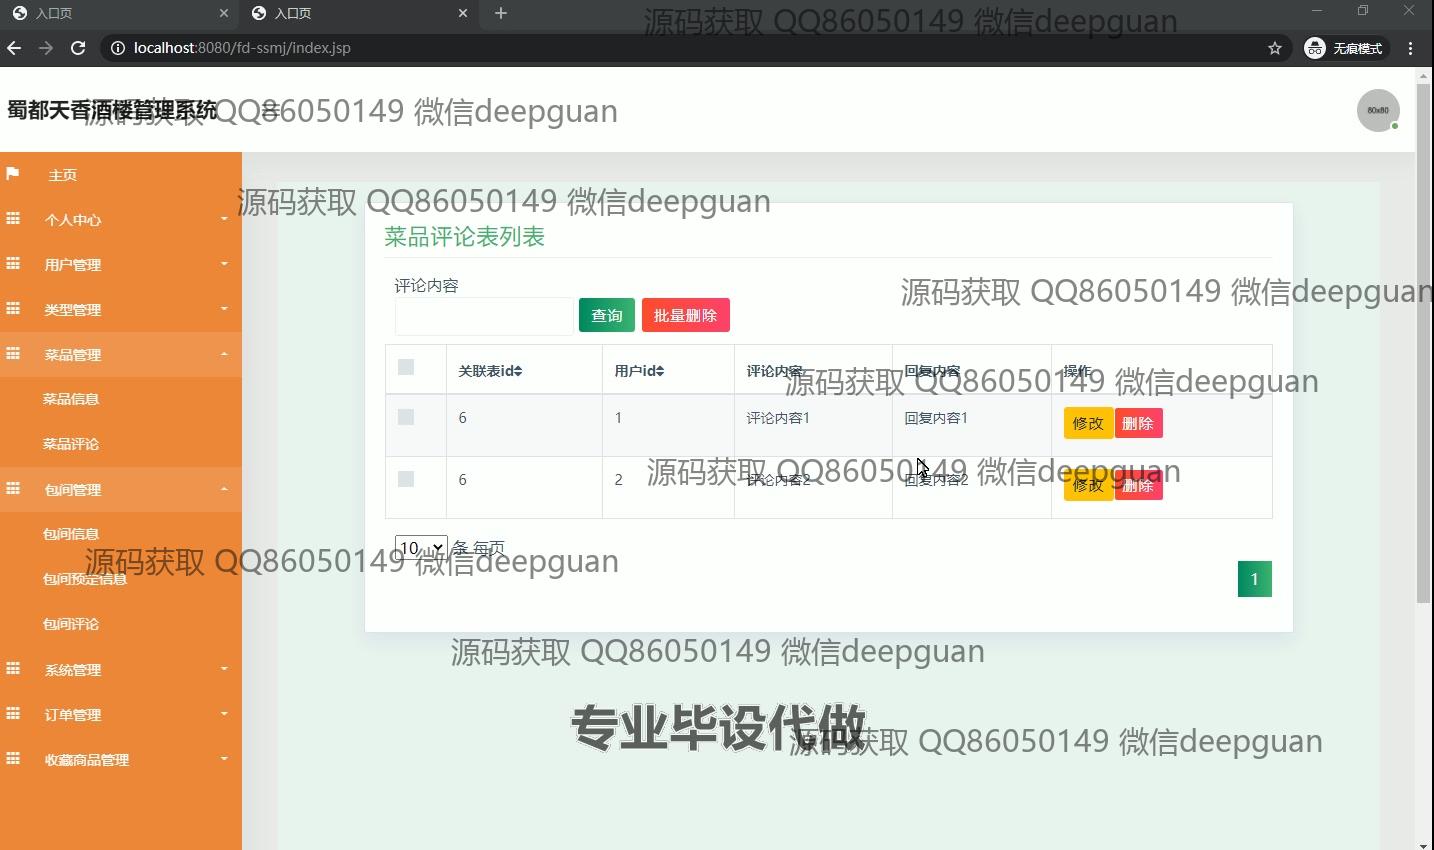 入口页
入口页
源码获取 QQ86050149 微信deepguan
localhost:8080/fd-ssmj/index.jsp
无痕模式
蜀都天香酒楼管理系统
源码获取 QQ86050149 微信deepguan
80x80
主页
个人中心
用户管理
类型管理
菜品管理
菜品信息
菜品评论
包间管理
包间信息
包间预定信息
包间评论
系统管理
订单管理
收藏商品管理
源码获取 QQ86050149 微信deepguan
菜品评论表列表
评论内容
源码获取 QQ86050149 微信deepguan
查询 批量删除
关联表id 用户id 评论内容 回复内容 操作
源码获取 QQ86050149 微信deepguan
6 1 评论内容1 回复内容1 修改 删除
6 2 评论内容2 回复内容2 修改 删除
源码获取 QQ86050149 微信deepguan
10 条 每页
源码获取 QQ86050149 微信deepguan
1
源码获取 QQ86050149 微信deepguan
专业毕设代做
源码获取 QQ86050149 微信deepguan